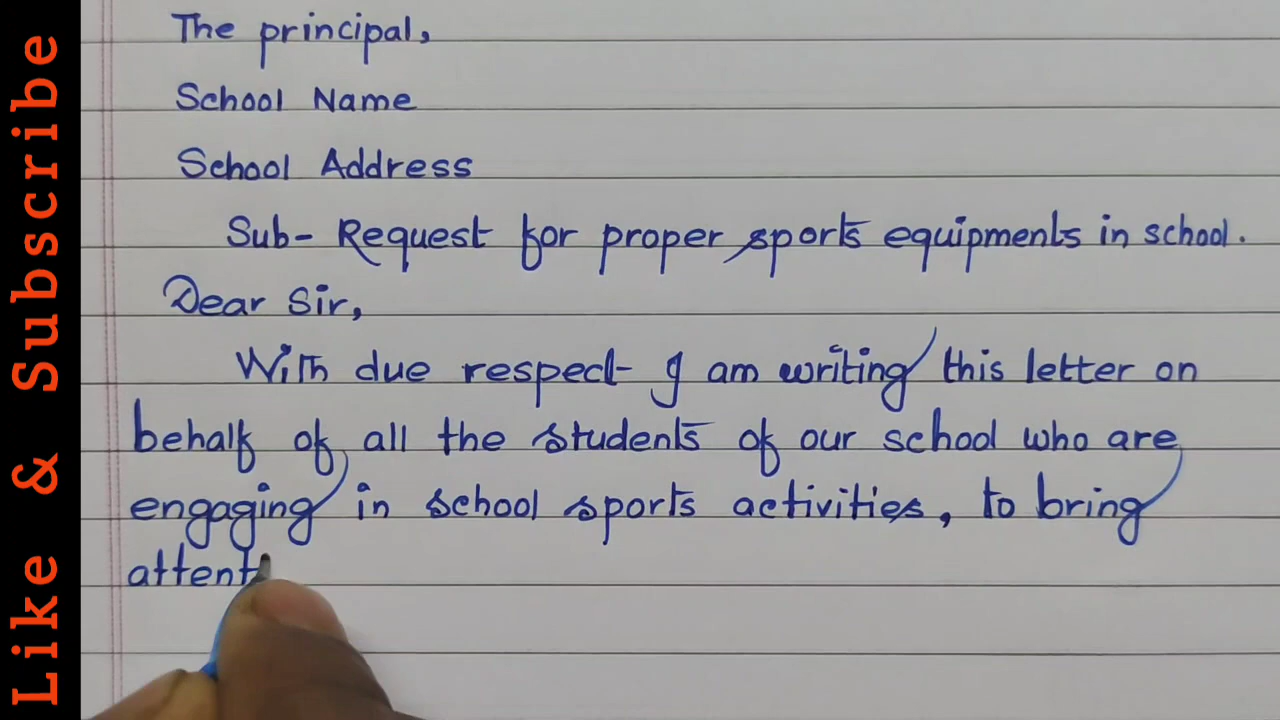 Like & Subscribe
The principal,
School Name
School Address
Sub- Request for proper sports equipments in school.
Dear Sir,
With due respect I am writing this letter on
behalf of all the students of our school who are
engaging in school sports activities, to bring
attent